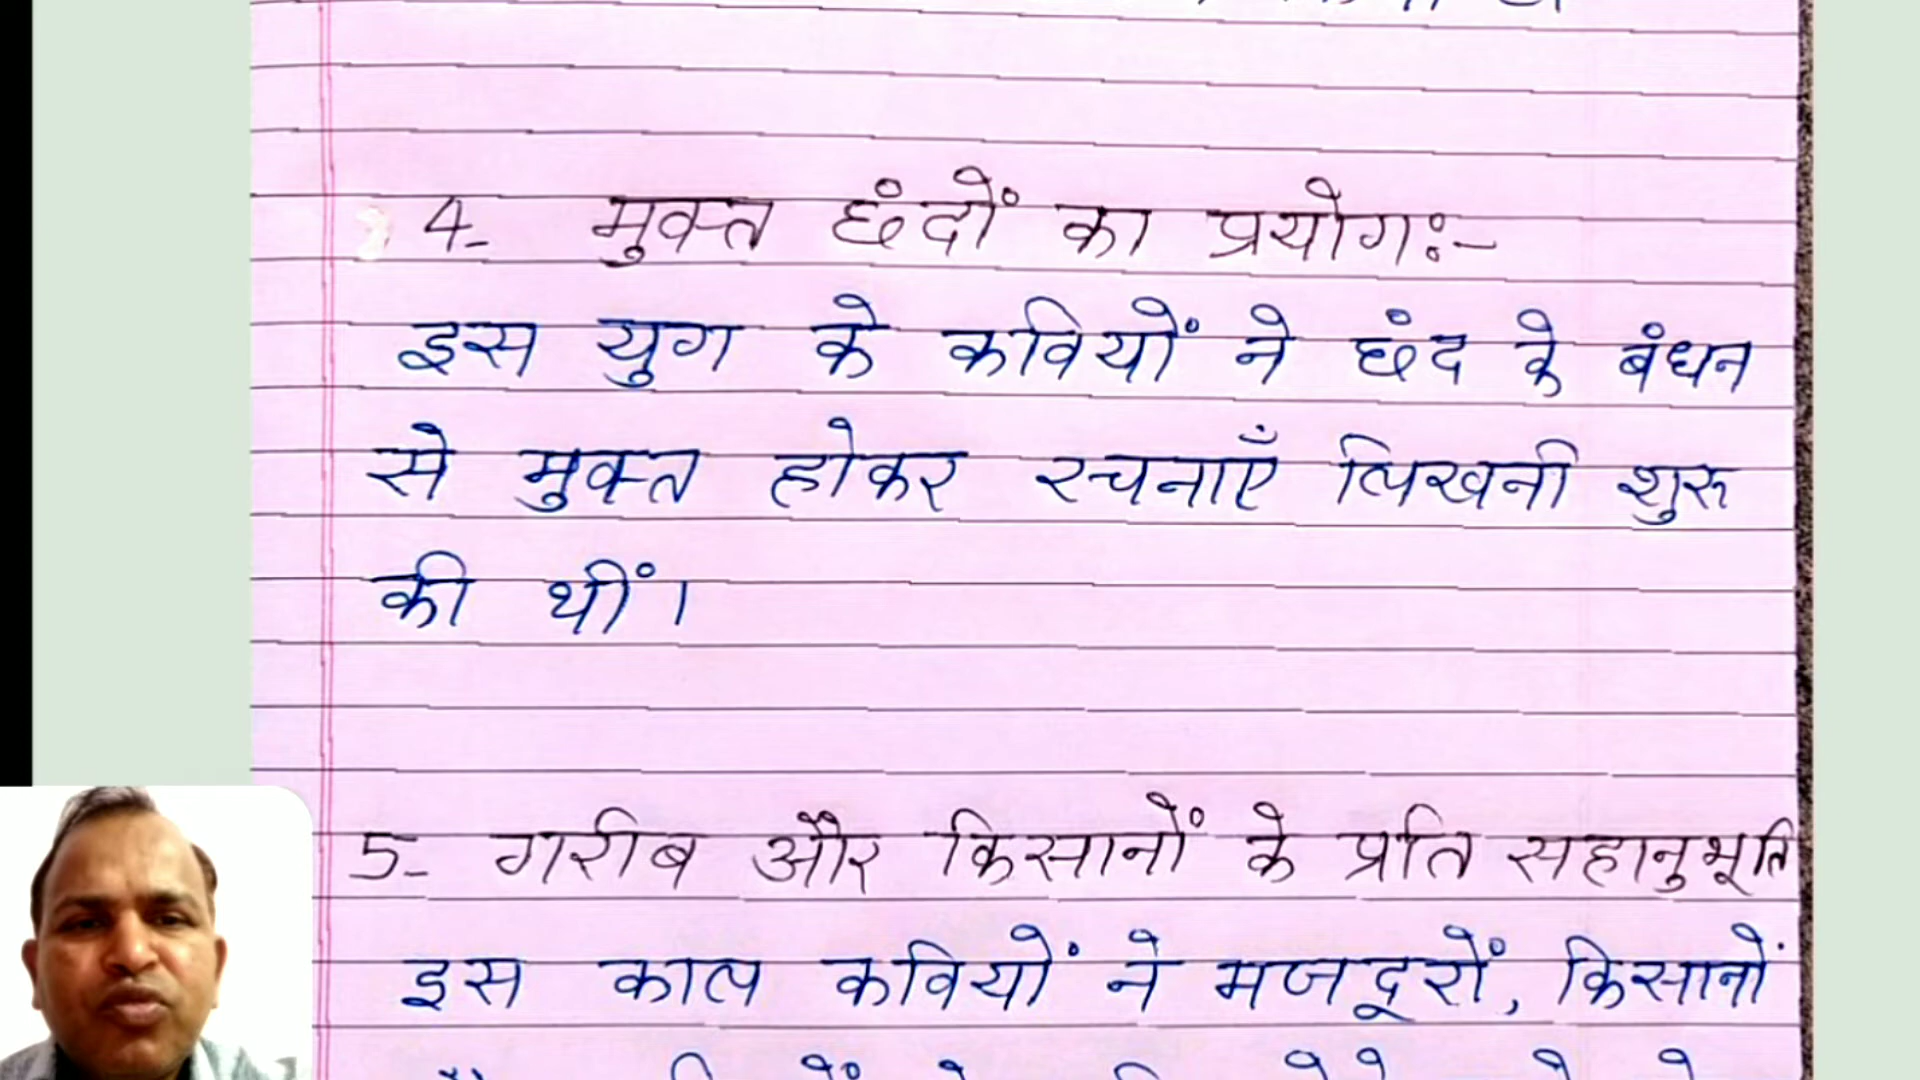 4- मुक्त छंदों का प्रयोगः-
इस युग के कवियों ने छंद के बंधन
से मुक्त होकर रचनाएँ लिखनी शुरू
की थीं।
5- गरीब और किसानों के प्रति सहानुभूति
इस काल कवियों ने मजदूरों, किसानों